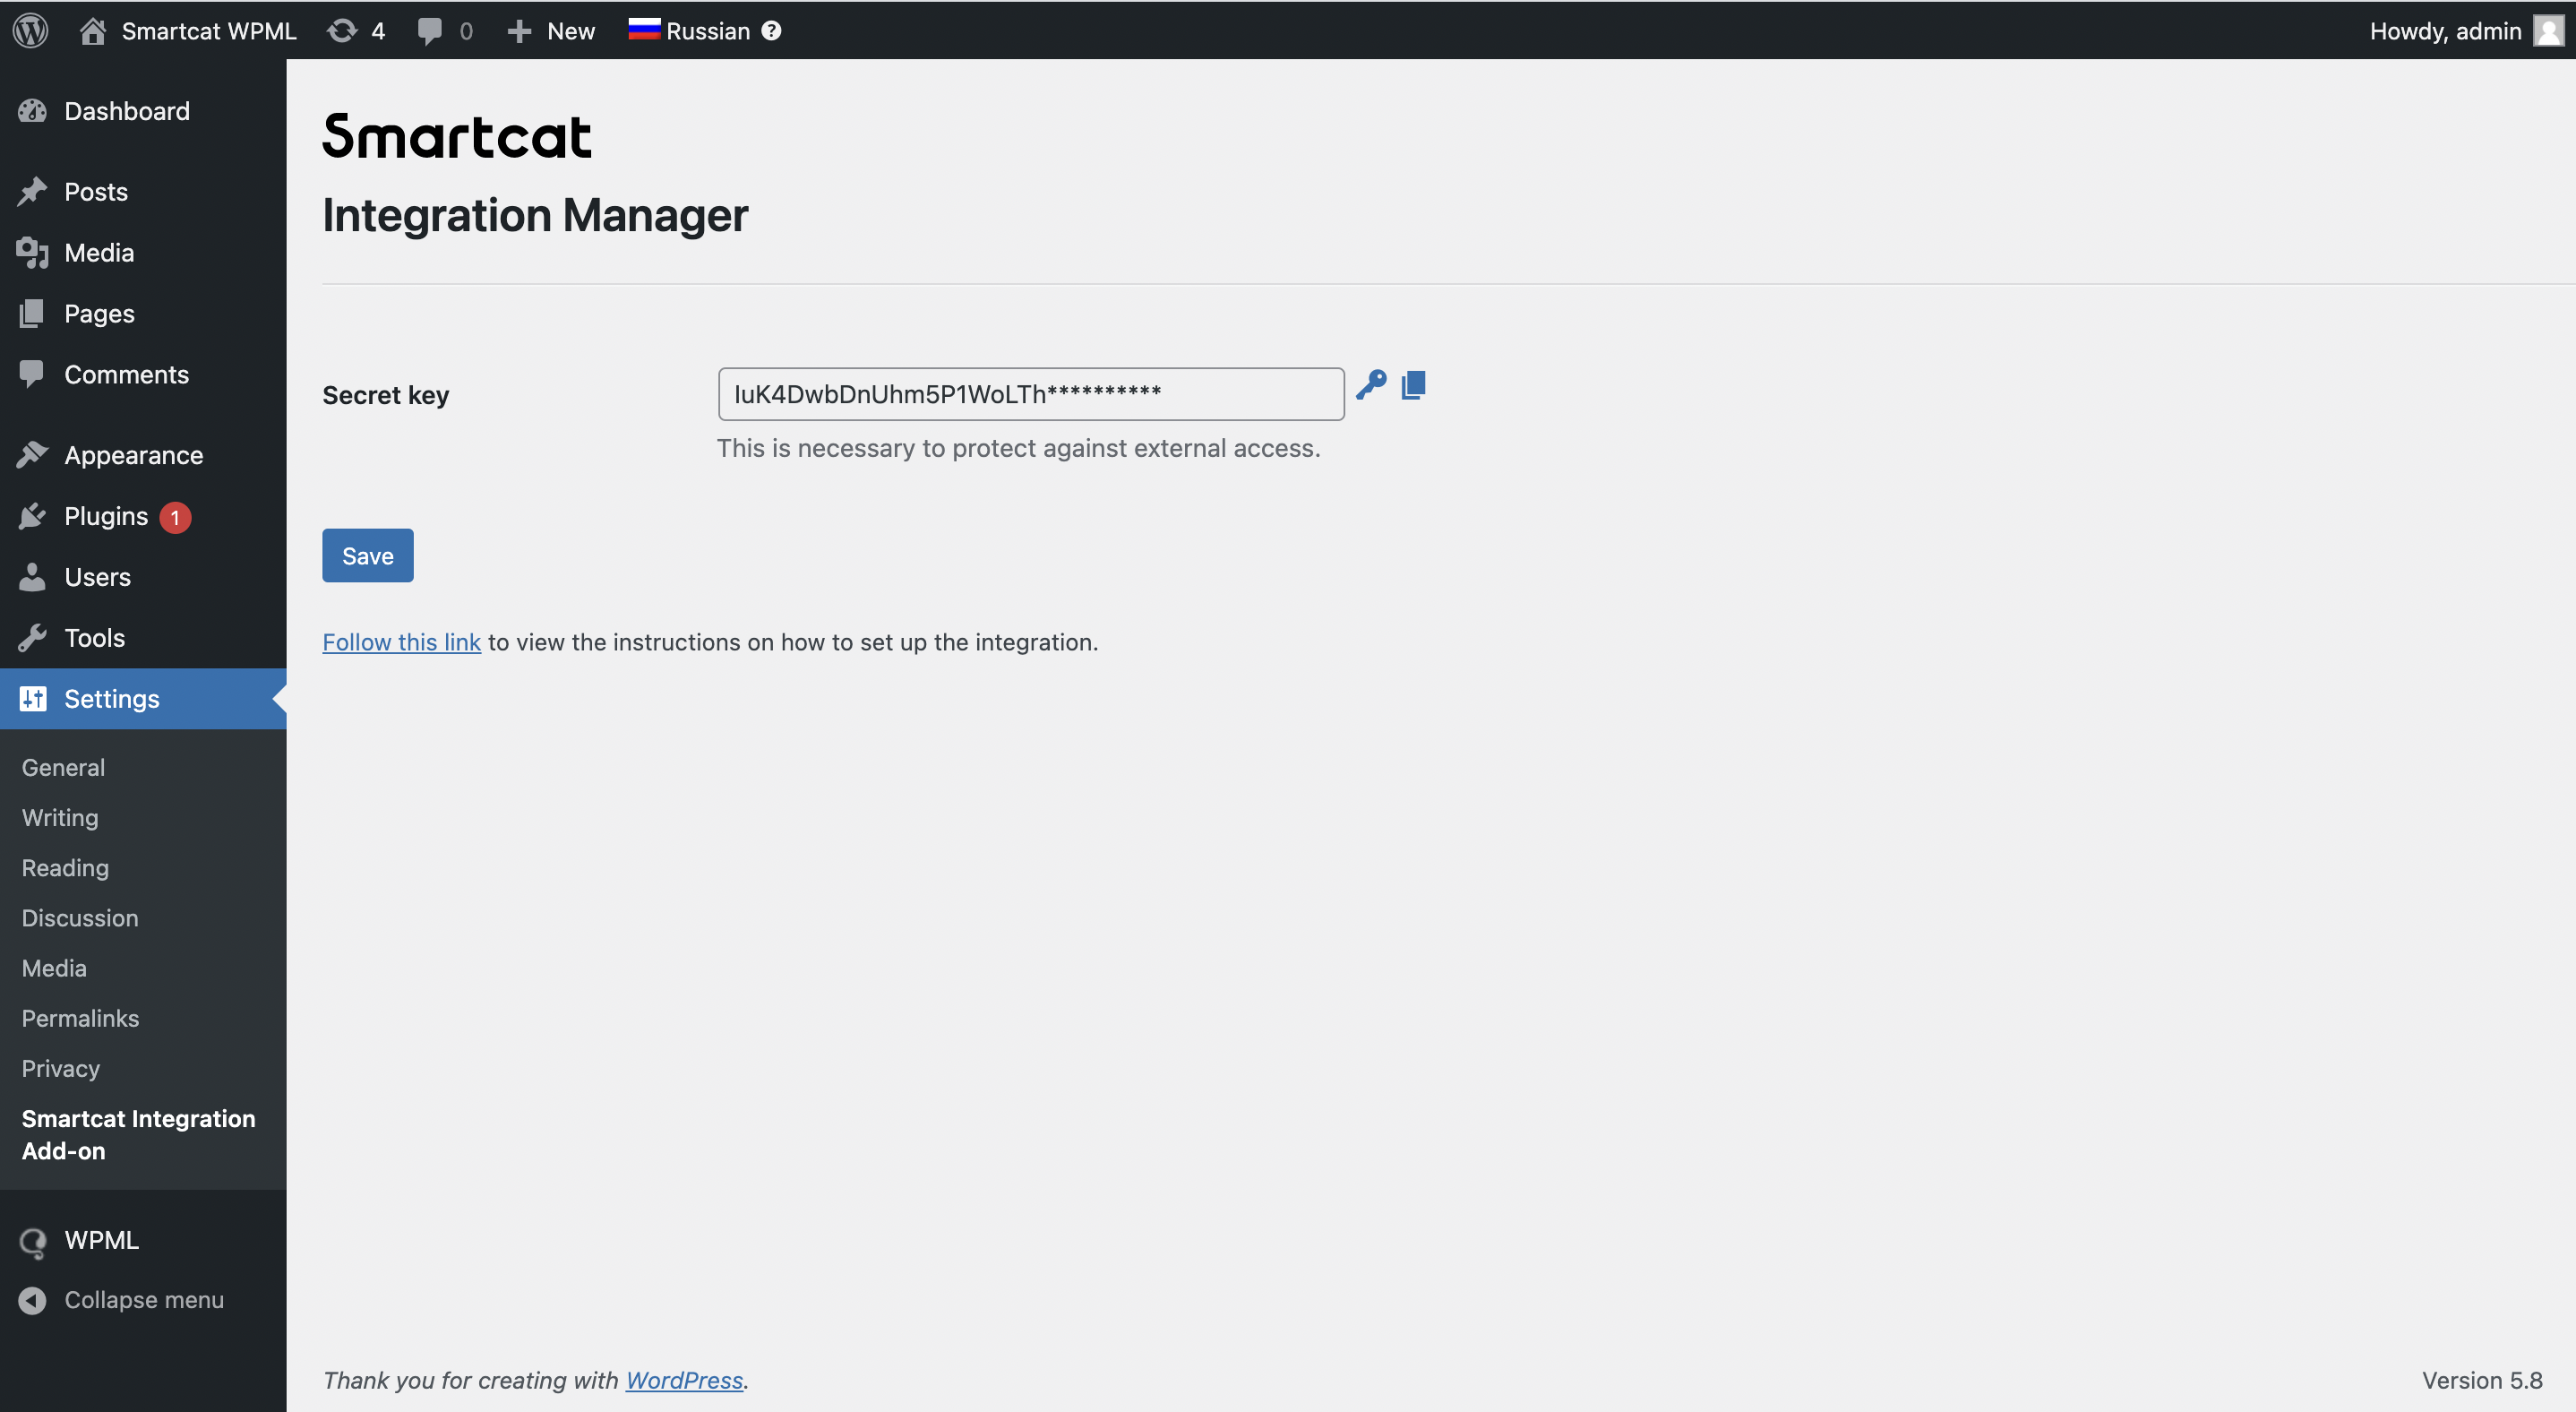 Smartcat WPML 4 0 New Russian ? Howdy, admin
Dashboard
Posts
Media
Pages
Comments
Appearance
Plugins 1
Users
Tools
Settings
General
Writing
Reading
Discussion
Media
Permalinks
Privacy
Smartcat Integration
Add-on
WPML
Collapse menu
Smartcat
Integration Manager
Secret key
IuK4DwbDnUhm5P1WoLTh**********
This is necessary to protect against external access.
Save
Follow this link to view the instructions on how to set up the integration.
Thank you for creating with WordPress.
Version 5.8